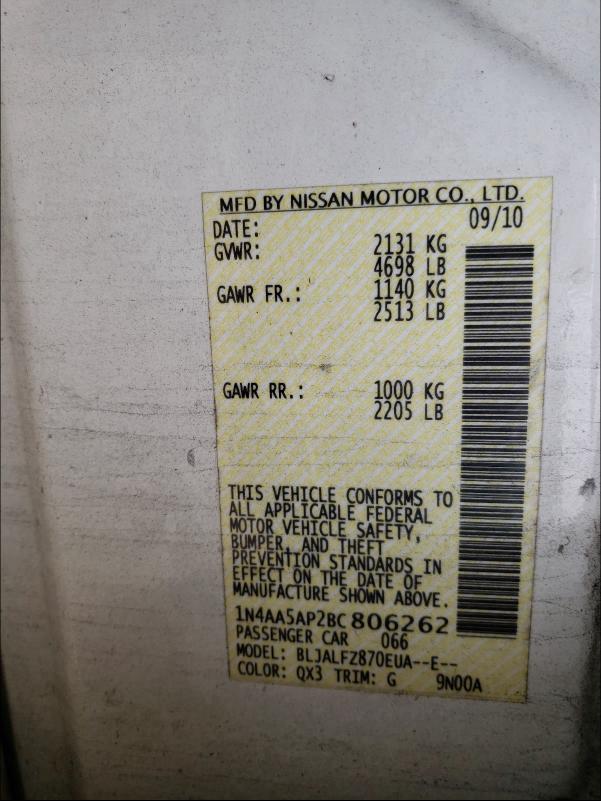 MFD BY NISSAN MOTOR CO., LTD.
DATE: 09/10
GVWR: 2131 KG
4698 LB
GAWR FR.: 1140 KG
2513 LB
GAWR RR.: 1000 KG
2205 LB
THIS VEHICLE CONFORMS TO
ALL APPLICABLE FEDERAL
MOTOR VEHICLE SAFETY,
BUMPER, AND THEFT
PREVENTION STANDARDS IN
EFFECT ON THE DATE OF
MANUFACTURE SHOWN ABOVE.
1N4AA5AP2BC806262
PASSENGER CAR 066
MODEL: BLJALFZ870EUA--E--
COLOR: QX3 TRIM: G 9N00A